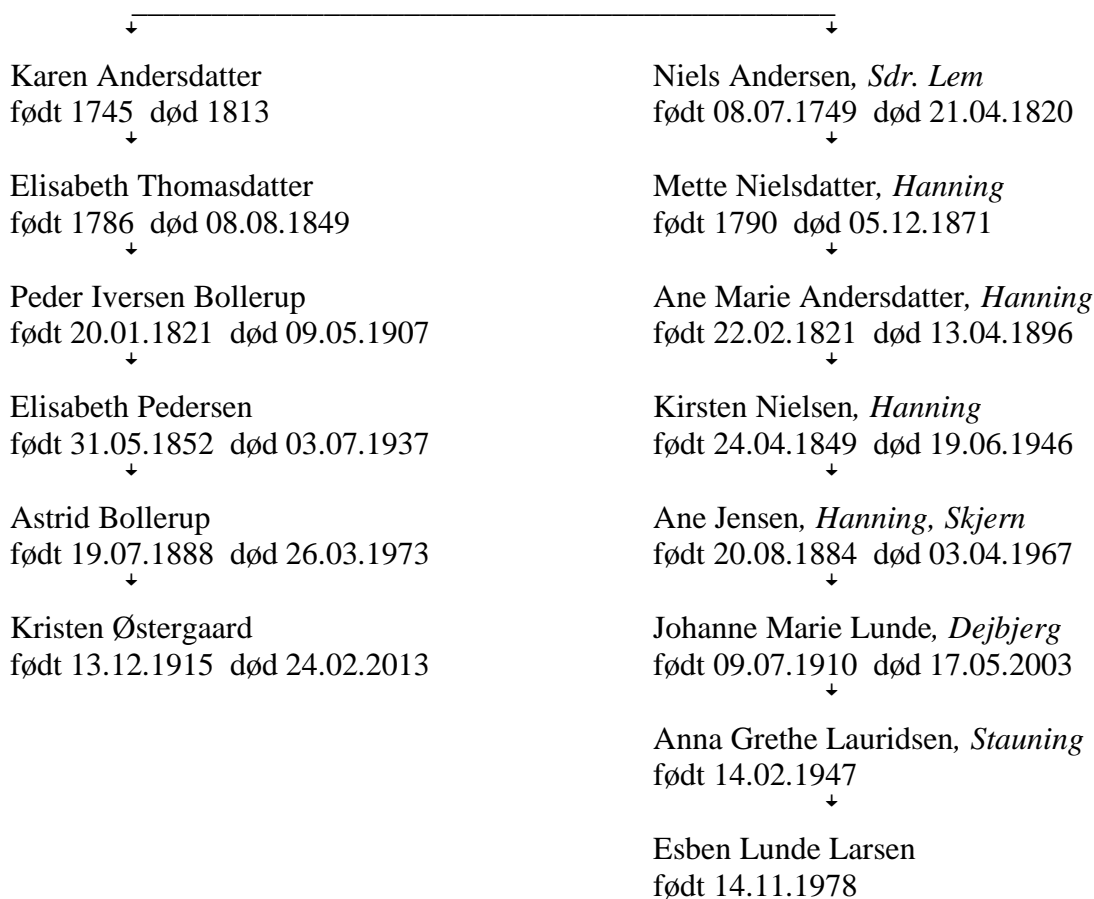 Karen Andersdatter
født 1745  død 1813
Elisabeth Thomasdatter
født 1786  død 08.08.1849
Peder Iversen Bollerup
født 20.01.1821  død 09.05.1907
Elisabeth Pedersen
født 31.05.1852  død 03.07.1937
Astrid Bollerup
født 19.07.1888  død 26.03.1973
Kristen Østergaard
født 13.12.1915  død 24.02.2013
Niels Andersen, Sdr. Lem
født 08.07.1749  død 21.04.1820
Mette Nielsdatter, Hanning
født 1790  død 05.12.1871
Ane Marie Andersdatter, Hanning
født 22.02.1821  død 13.04.1896
Kirsten Nielsen, Hanning
født 24.04.1849  død 19.06.1946
Ane Jensen, Hanning, Skjern
født 20.08.1884  død 03.04.1967
Johanne Marie Lunde, Dejbjerg
født 09.07.1910  død 17.05.2003
Anna Grethe Lauridsen, Stauning
født 14.02.1947
Esben Lunde Larsen
født 14.11.1978